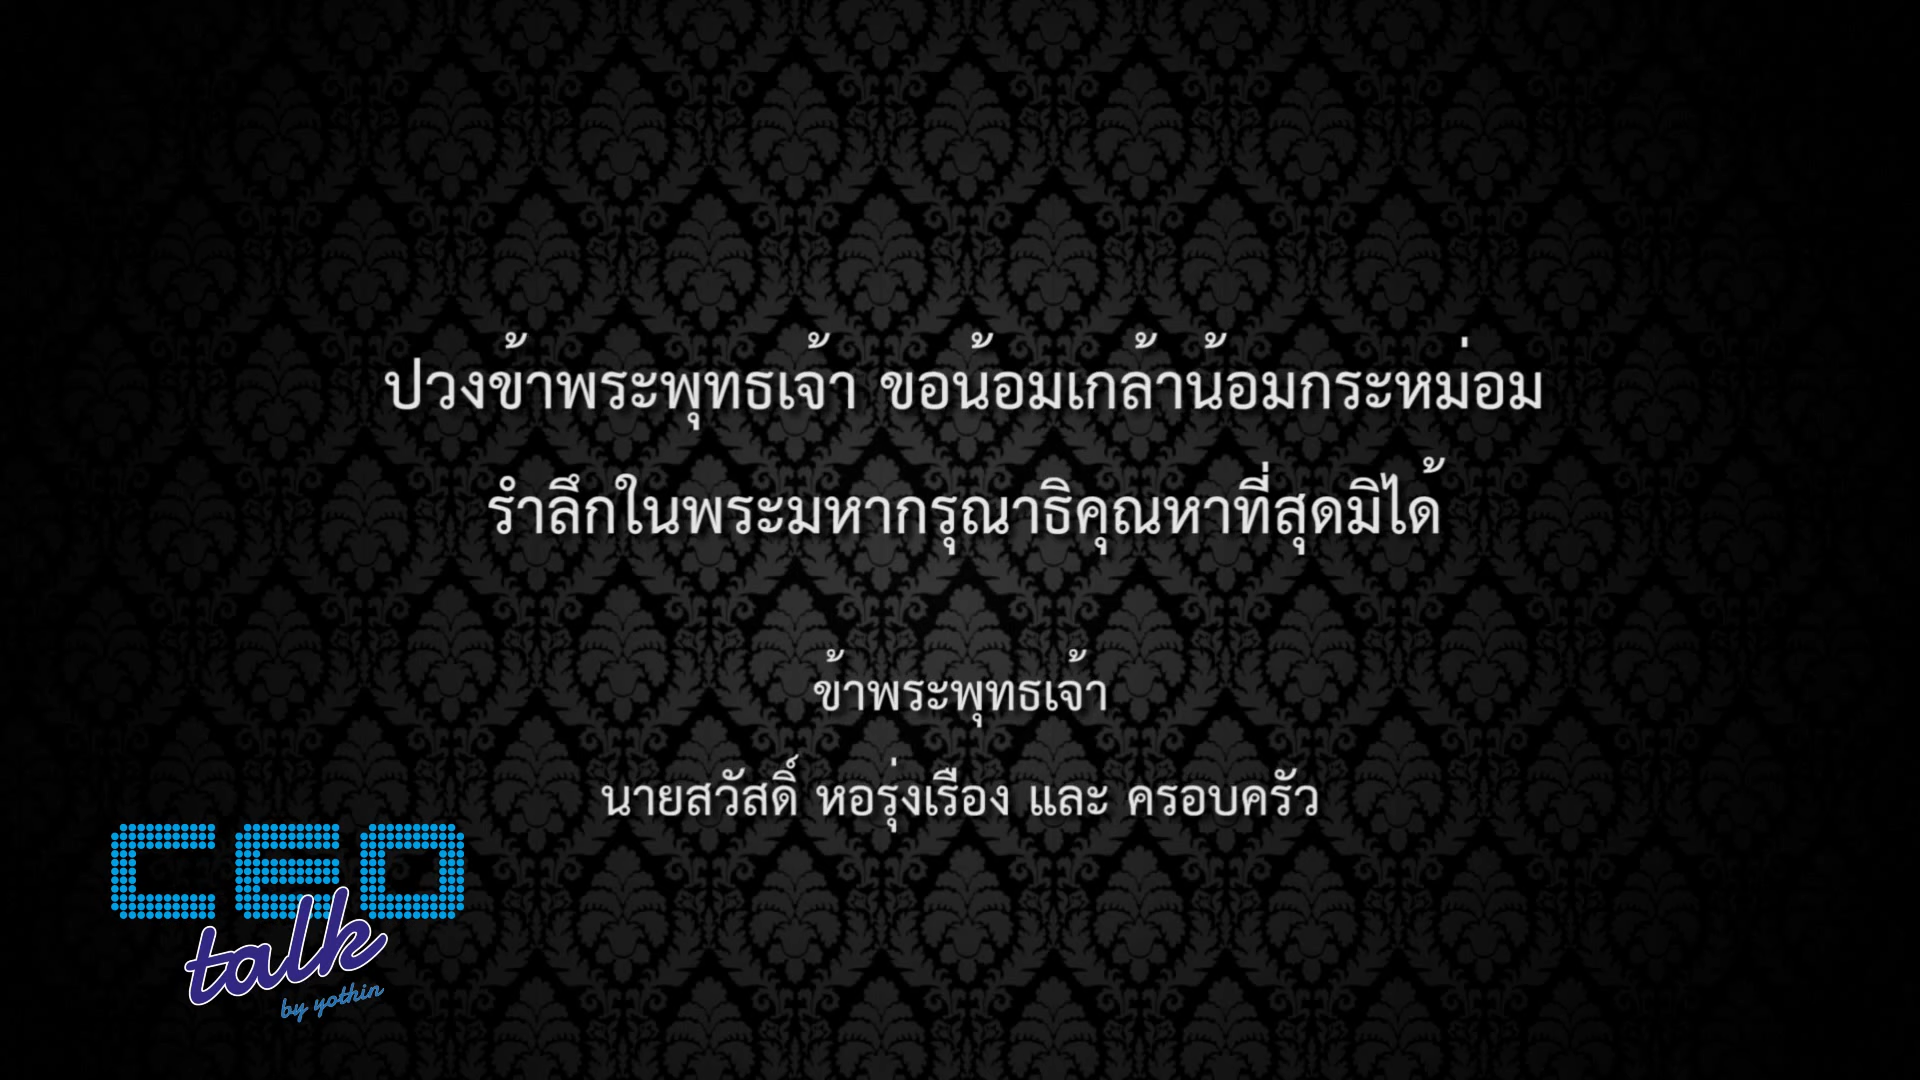 ปวงข้าพระพุทธเจ้า ขอน้อมเกล้าน้อมกระหม่อม
รำลึกในพระมหากรุณาธิคุณหาที่สุดมิได้
ข้าพระพุทธเจ้า
นายสวัสดิ์ หอรุ่งเรือง และ ครอบครัว
CEO
talk
by yothin